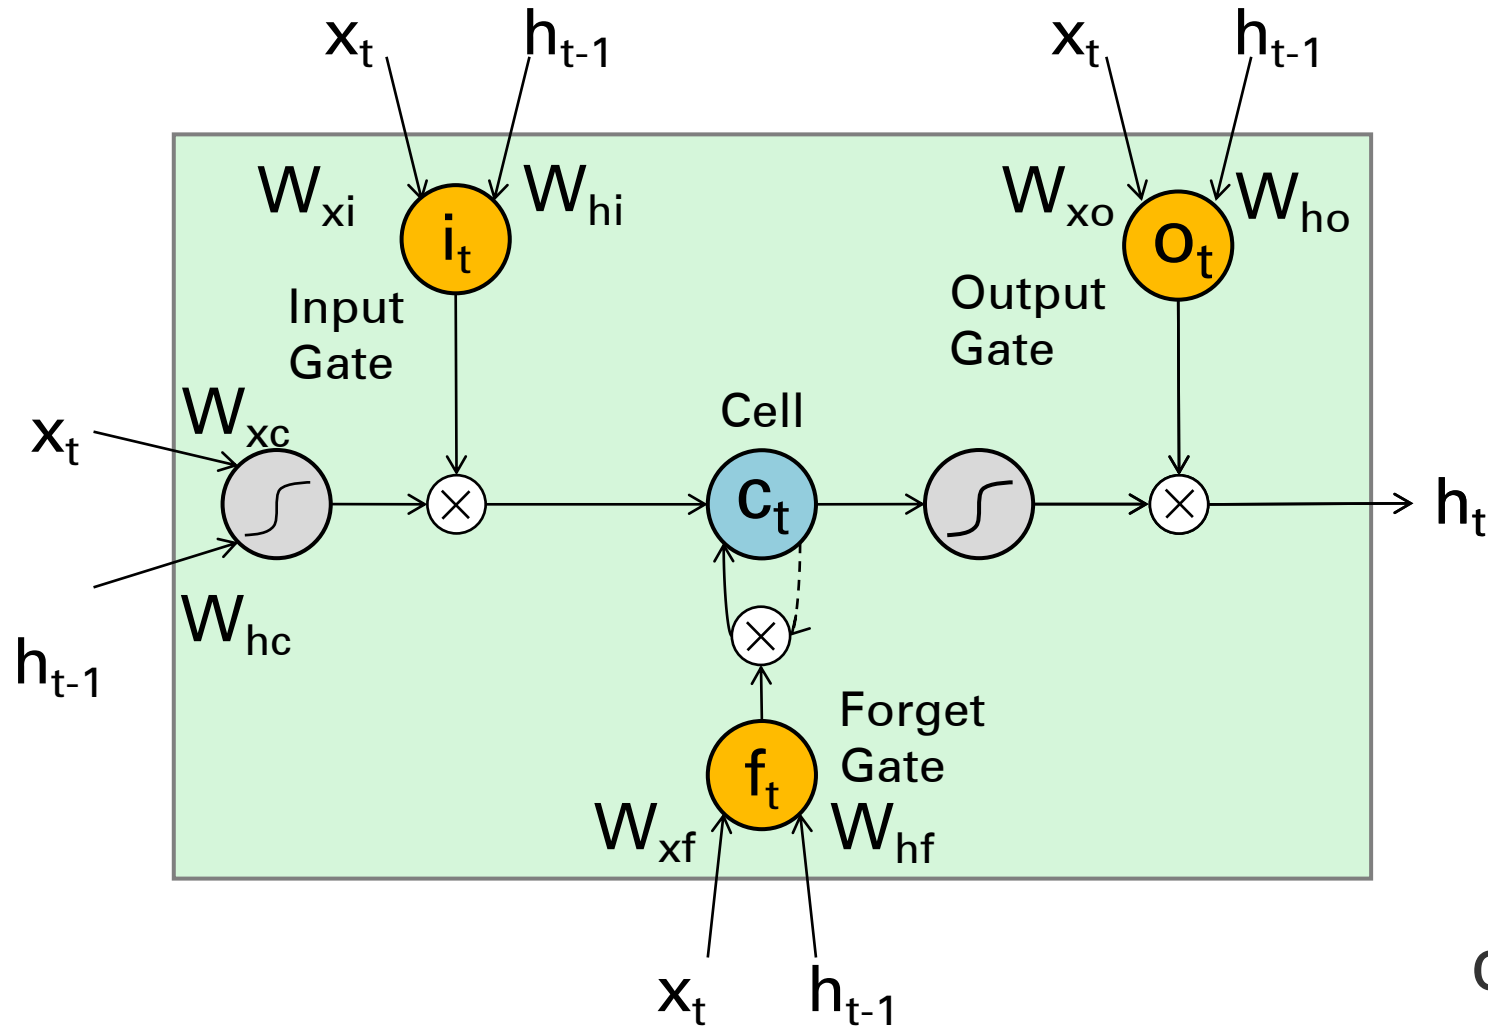 xt ht-1 xt ht-1
Wxi Whi Wxo Who
it ot
Input
Gate
Output
Gate
Wxc Cell
xt
ct
ht
Whc
ht-1
Forget
Gate
ft
Wxf Whf
xt ht-1